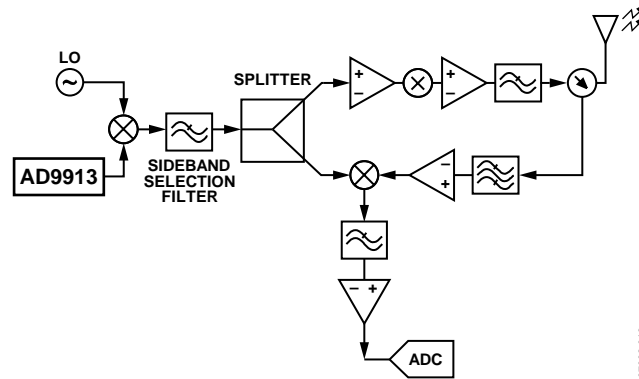 LO
AD9913
SIDEBAND
SELECTION
FILTER
SPLITTER
ADC